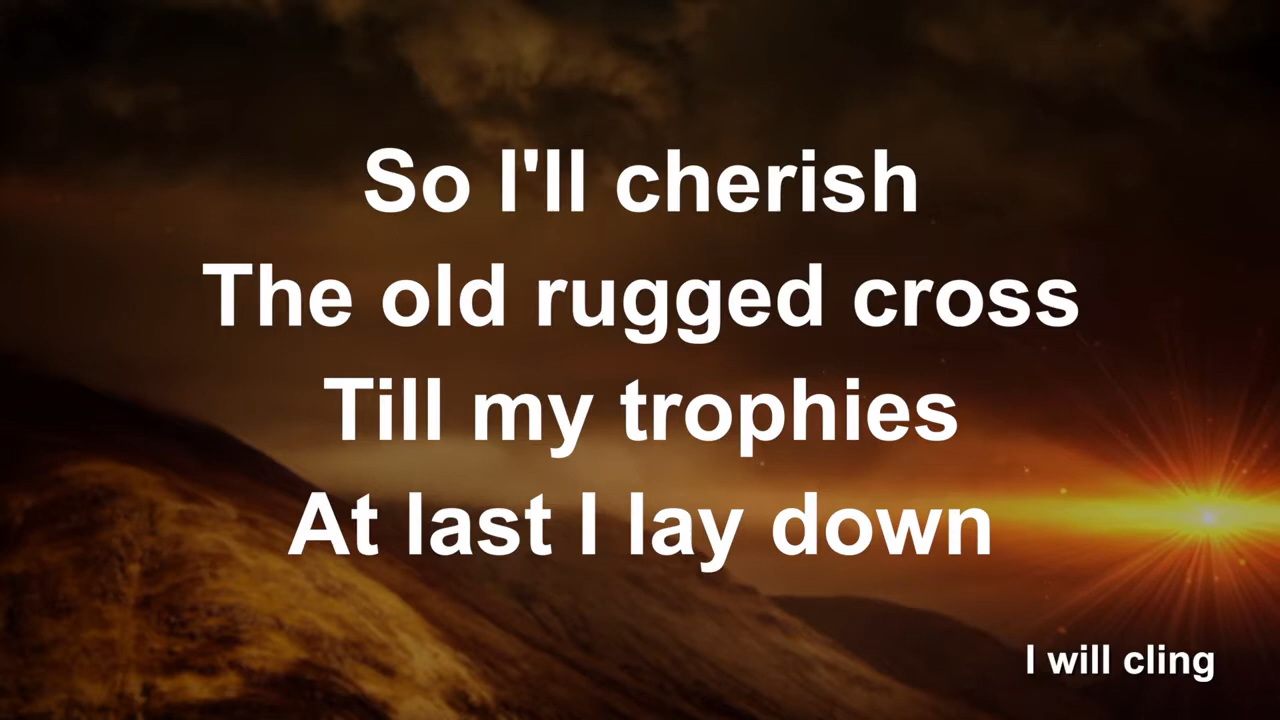 So I'll cherish
The old rugged cross
Till my trophies
At last I lay down
I will cling